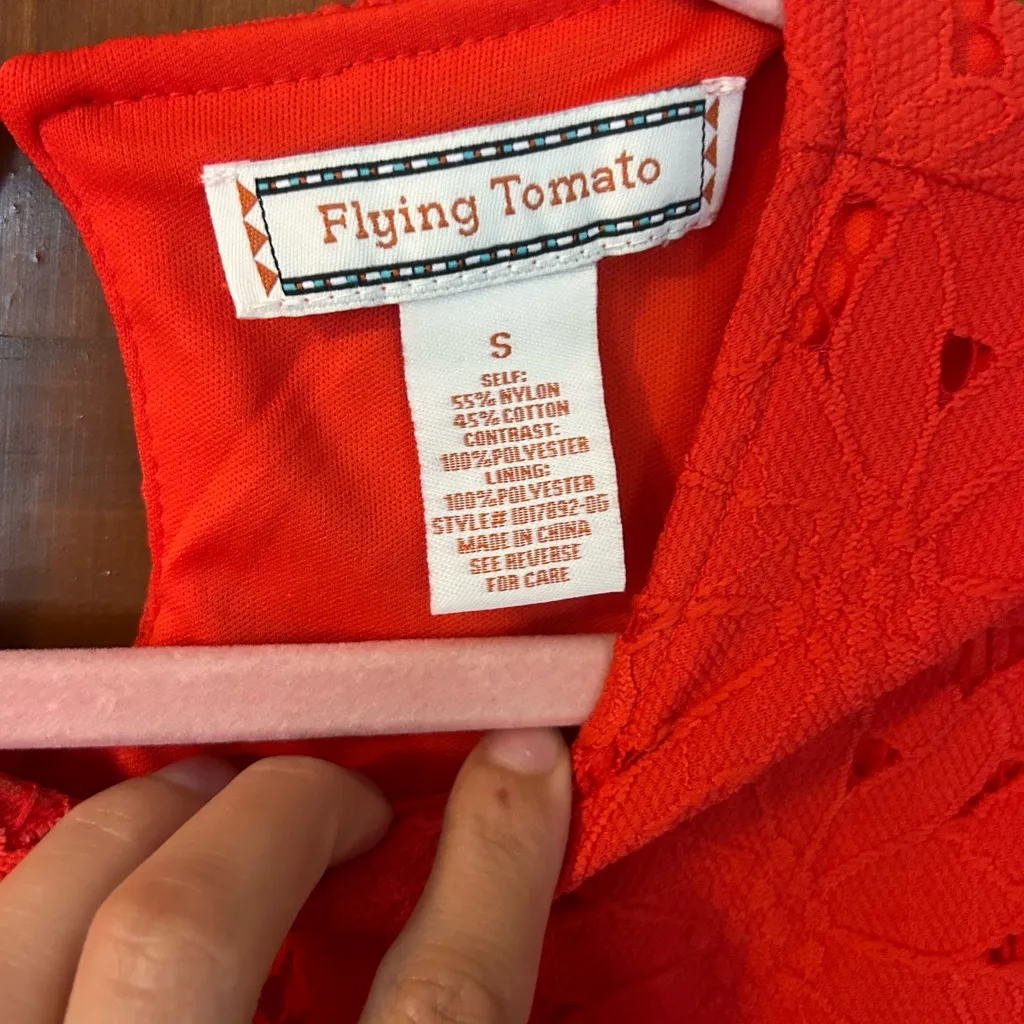 Flying Tomato
S
SELF:
55% NYLON
45% COTTON
CONTRAST:
100%POLYESTER
LINING:
100%POLYESTER
STYLE# 1017892-DG
MADE IN CHINA
SEE REVERSE
FOR CARE